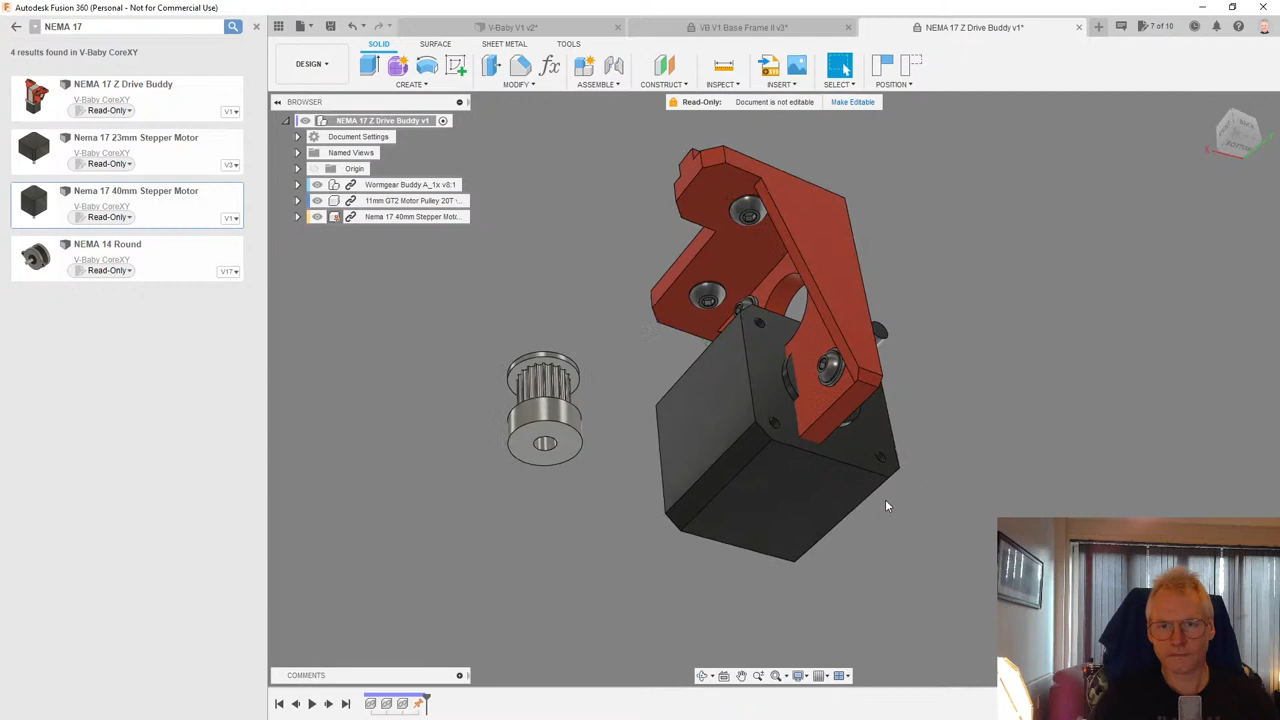 Autodesk Fusion 360 (Personal - Not for Commercial Use)
NEMA 17
V-Baby V1 v2*
VB V1 Base Frame II v3*
NEMA 17 Z Drive Buddy v1*
7 of 10
4 results found in V-Baby CoreXY
SOLID
SURFACE
SHEET METAL
TOOLS
DESIGN
CREATE
MODIFY
ASSEMBLE
CONSTRUCT
INSPECT
INSERT
SELECT
POSITION
NEMA 17 Z Drive Buddy
V-Baby CoreXY
Read-Only
V1
Nema 17 23mm Stepper Motor
V-Baby CoreXY
Read-Only
V3
Nema 17 40mm Stepper Motor
V-Baby CoreXY
Read-Only
V1
NEMA 14 Round
V-Baby CoreXY
Read-Only
V17
BROWSER
Read-Only: Document is not editable Make Editable
NEMA 17 Z Drive Buddy v1
Document Settings
Named Views
Origin
Wormgear Buddy A_1x v8:1
11mm GT2 Motor Pulley 20T -...
Nema 17 40mm Stepper Moto...
BACK
BOTTOM
X
COMMENTS